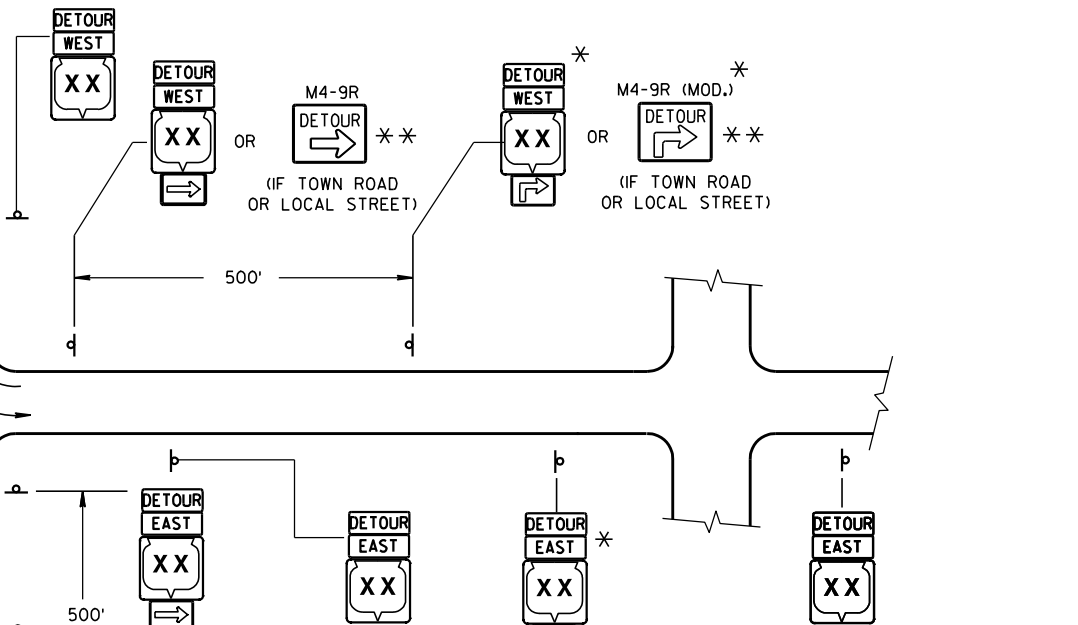 DETOUR
WEST
XX
DETOUR
WEST
XX
OR
M4-9R
DETOUR
**
(IF TOWN ROAD
OR LOCAL STREET)
DETOUR
*
WEST
XX
OR
M4-9R (MOD.)
*
DETOUR
**
(IF TOWN ROAD
OR LOCAL STREET)
500'
DETOUR
EAST
XX
500'
DETOUR
EAST
XX
DETOUR
EAST
*
XX
DETOUR
EAST
XX